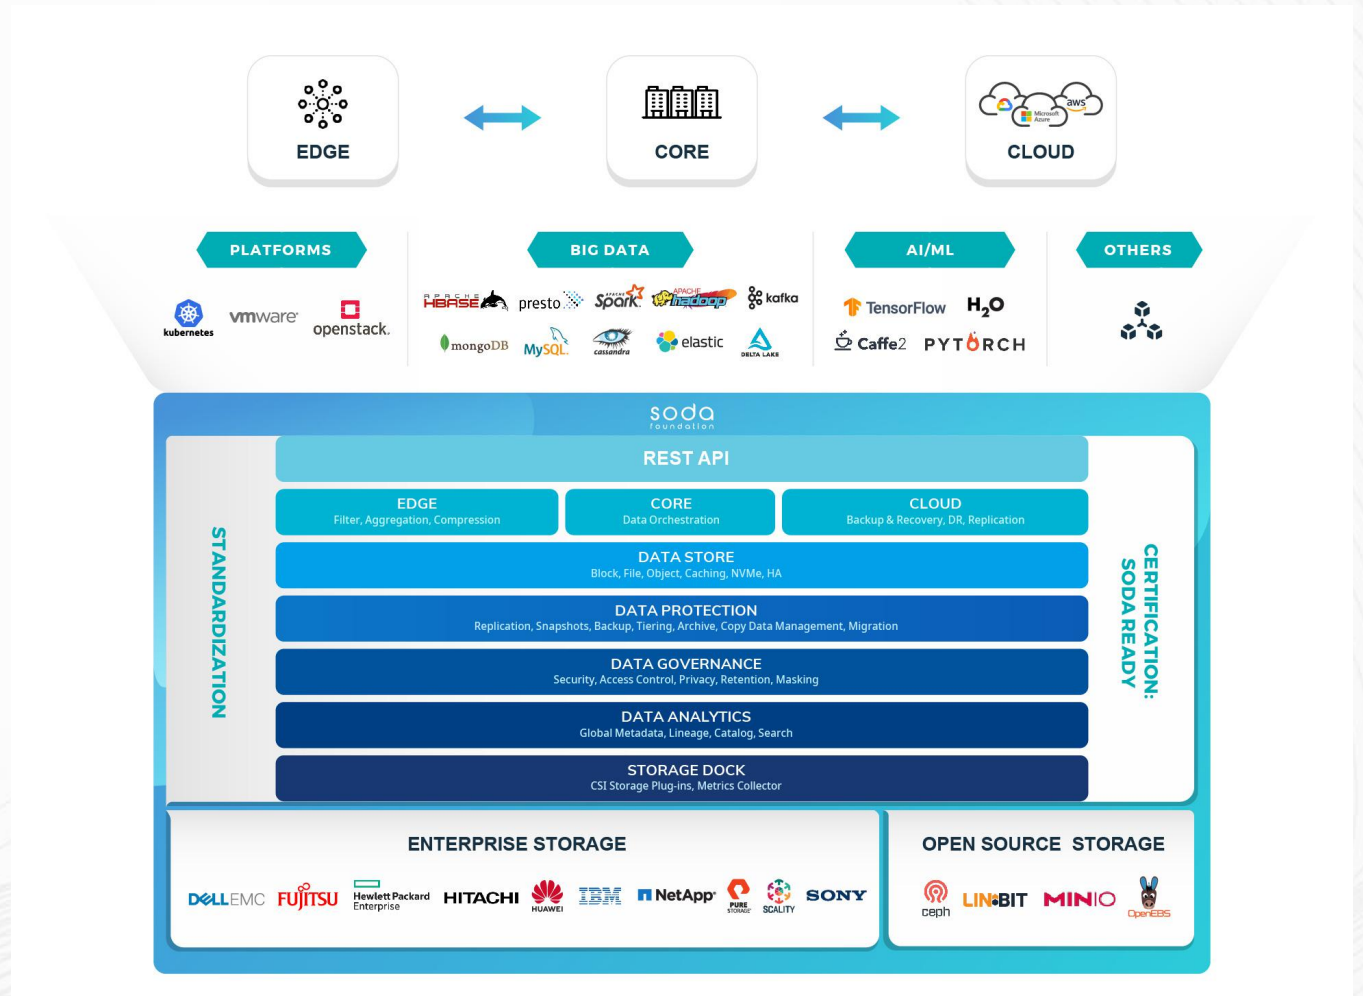 Microsoft
Azure
aws
EDGE
CORE
CLOUD
PLATFORMS
BIG DATA
AI/ML
OTHERS
kubernetes
vmware
openstack.
APACHE
HBASE
presto
APACHE
Spark
APACHE
hadoop
kafka
mongoDB
MySQL
cassandra
elastic
DELTA LAKE
TensorFlow
H2O
Caffe2
PYTORCH
soda
foundation
REST API
EDGE
Filter, Aggregation, Compression
CORE
Data Orchestration
CLOUD
Backup & Recovery, DR, Replication
DATA STORE
Block, File, Object, Caching, NVMe, HA
DATA PROTECTION
Replication, Snapshots, Backup, Tiering, Archive, Copy Data Management, Migration
DATA GOVERNANCE
Security, Access Control, Privacy, Retention, Masking
DATA ANALYTICS
Global Metadata, Lineage, Catalog, Search
STORAGE DOCK
CSI Storage Plug-ins, Metrics Collector
STANDARDIZATION
CERTIFICATION:
SODA READY
ENTERPRISE STORAGE
DELLEMC
FUJITSU
Hewlett Packard
Enterprise
HITACHI
HUAWEI
IBM
NetApp
PURE
STORAGE
SCALITY
SONY
OPEN SOURCE STORAGE
ceph
LINBIT
MINIO
OpenEBS